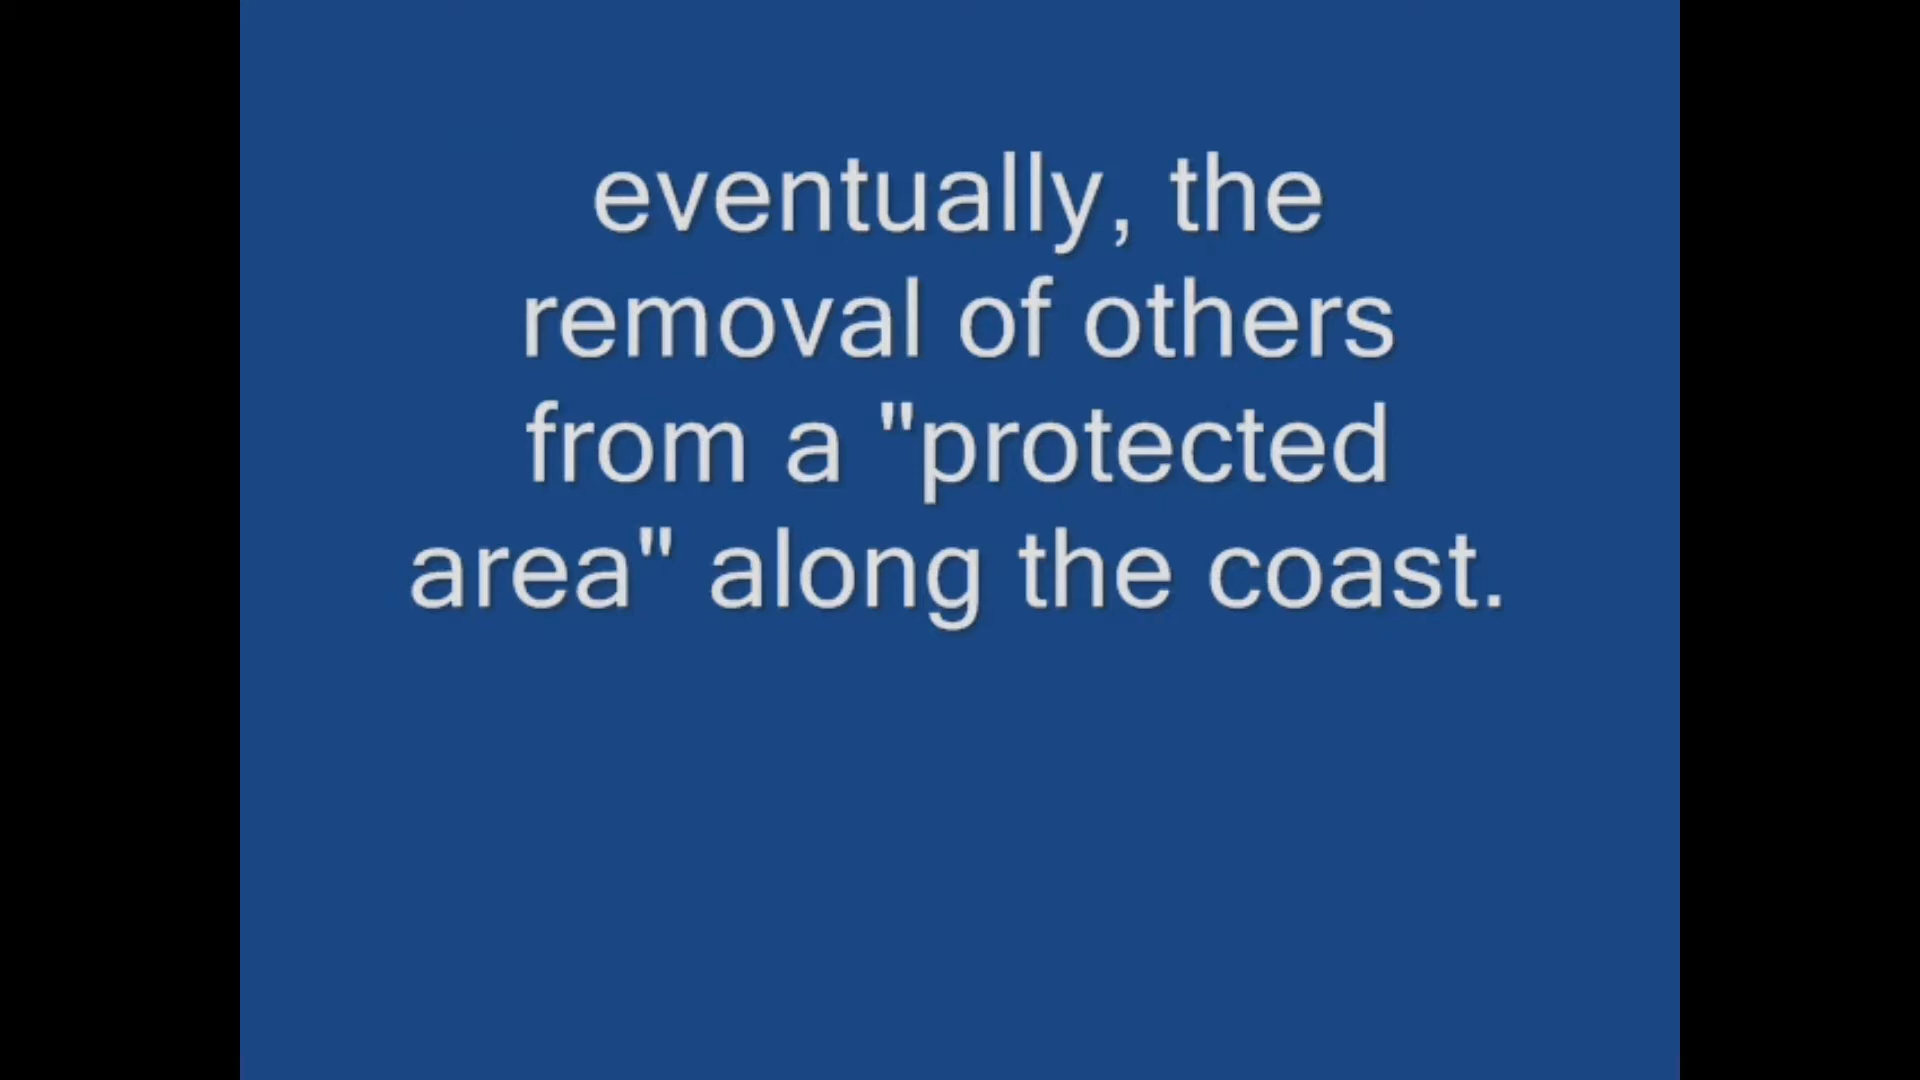 eventually, the
removal of others
from a "protected
area" along the coast.